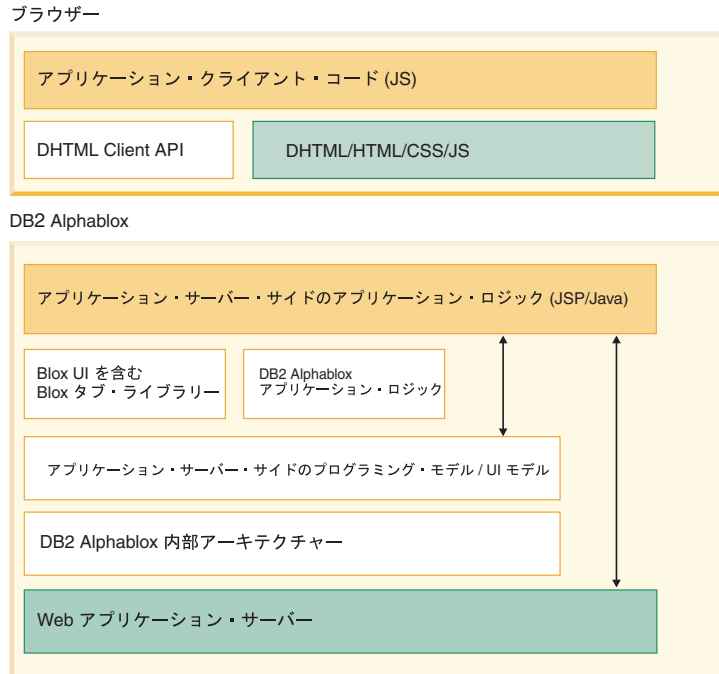 ブラウザー
アプリケーション・クライアント・コード (JS)
DHTML Client API
DHTML/HTML/CSS/JS
DB2 Alphablox
アプリケーション・サーバー・サイドのアプリケーション・ロジック (JSP/Java)
Blox UI を含む
Blox タブ・ライブラリー
DB2 Alphablox
アプリケーション・ロジック
アプリケーション・サーバー・サイドのプログラミング・モデル / UI モデル
DB2 Alphablox 内部アーキテクチャー
Web アプリケーション・サーバー